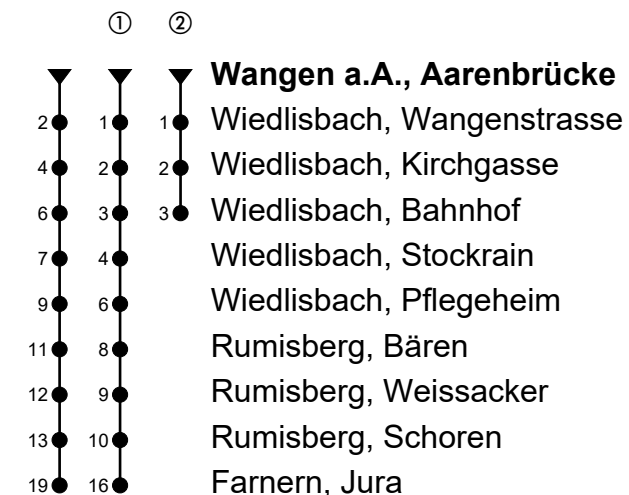 ① ②
Wangen a.A., Aarenbrücke
2 1 1 Wiedlisbach, Wangenstrasse
4 2 2 Wiedlisbach, Kirchgasse
6 3 3 Wiedlisbach, Bahnhof
7 4 Wiedlisbach, Stockrain
9 6 Wiedlisbach, Pflegeheim
11 8 Rumisberg, Bären
12 9 Rumisberg, Weissacker
13 10 Rumisberg, Schoren
19 16 Farnern, Jura